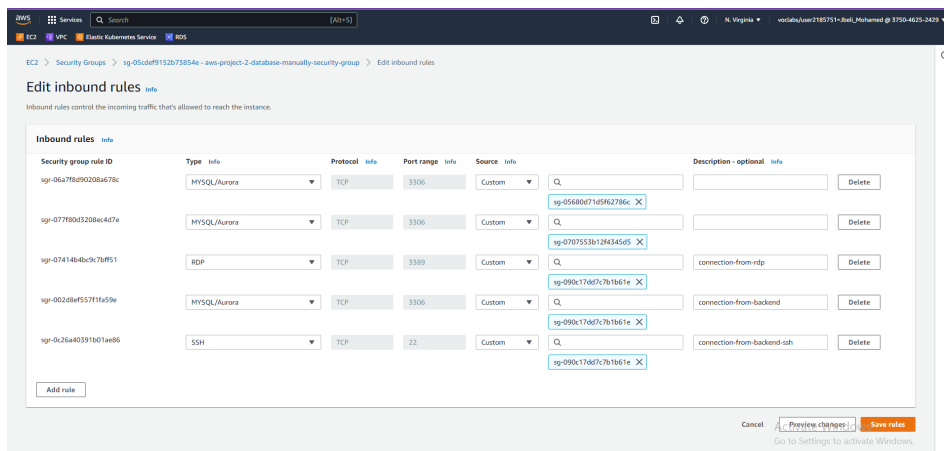 aws Services Search [Alt+S] N. Virginia voclabs/user2185751=Jbeli_Mohamed @ 3750-4625-2429
EC2 VPC Elastic Kubernetes Service RDS
EC2 > Security Groups > sg-05cdef9152b73854e - aws-project-2-database-manually-security-group > Edit inbound rules
Edit inbound rules Info
Inbound rules control the incoming traffic that's allowed to reach the instance.
Inbound rules Info
Security group rule ID Type Info Protocol Info Port range Info Source Info Description - optional Info
sgr-06a7f8d90208a678c MYSQL/Aurora TCP 3306 Custom Delete
sg-05680d71d5f62786c X
sgr-077f80d3208ec4d7e MYSQL/Aurora TCP 3306 Custom Delete
sg-0707553b12f4345d5 X
sgr-07414b4bc9c7bff51 RDP TCP 3389 Custom connection-from-rdp Delete
sg-090c17dd7c7b1b61e X
sgr-002d8ef557f1fa59e MYSQL/Aurora TCP 3306 Custom connection-from-backend Delete
sg-090c17dd7c7b1b61e X
sgr-0c26a40391b01ae86 SSH TCP 22 Custom connection-from-backend-ssh Delete
sg-090c17dd7c7b1b61e X
Add rule
Cancel Preview changes Save rules
Activate Windows
Go to Settings to activate Windows.